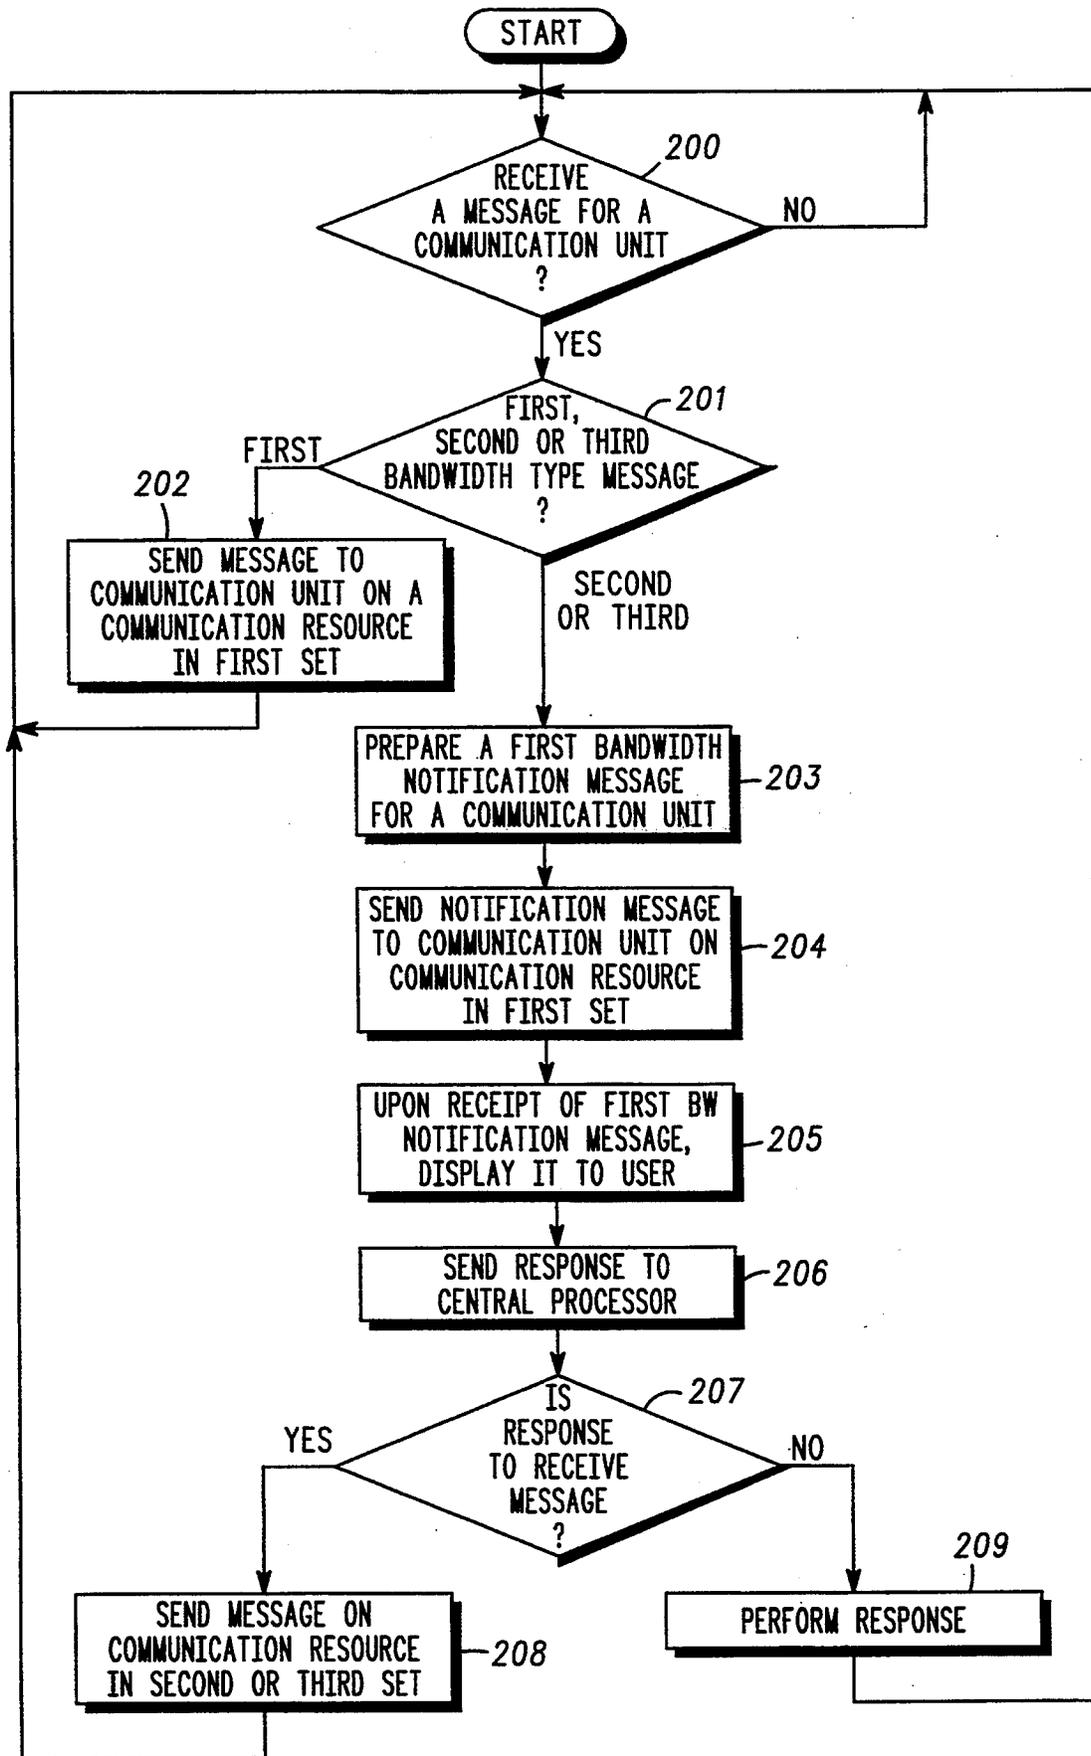 START
200
RECEIVE
A MESSAGE FOR A
COMMUNICATION UNIT
?
NO
YES
201
FIRST,
SECOND OR THIRD
BANDWIDTH TYPE MESSAGE
?
FIRST
202
SEND MESSAGE TO
COMMUNICATION UNIT ON A
COMMUNICATION RESOURCE
IN FIRST SET
SECOND
OR THIRD
PREPARE A FIRST BANDWIDTH
NOTIFICATION MESSAGE
FOR A COMMUNICATION UNIT
203
SEND NOTIFICATION MESSAGE
TO COMMUNICATION UNIT ON
COMMUNICATION RESOURCE
IN FIRST SET
204
UPON RECEIPT OF FIRST BW
NOTIFICATION MESSAGE,
DISPLAY IT TO USER
205
SEND RESPONSE TO
CENTRAL PROCESSOR
206
207
IS
RESPONSE
TO RECEIVE
MESSAGE
?
YES
NO
SEND MESSAGE ON
COMMUNICATION RESOURCE
IN SECOND OR THIRD SET
208
209
PERFORM RESPONSE